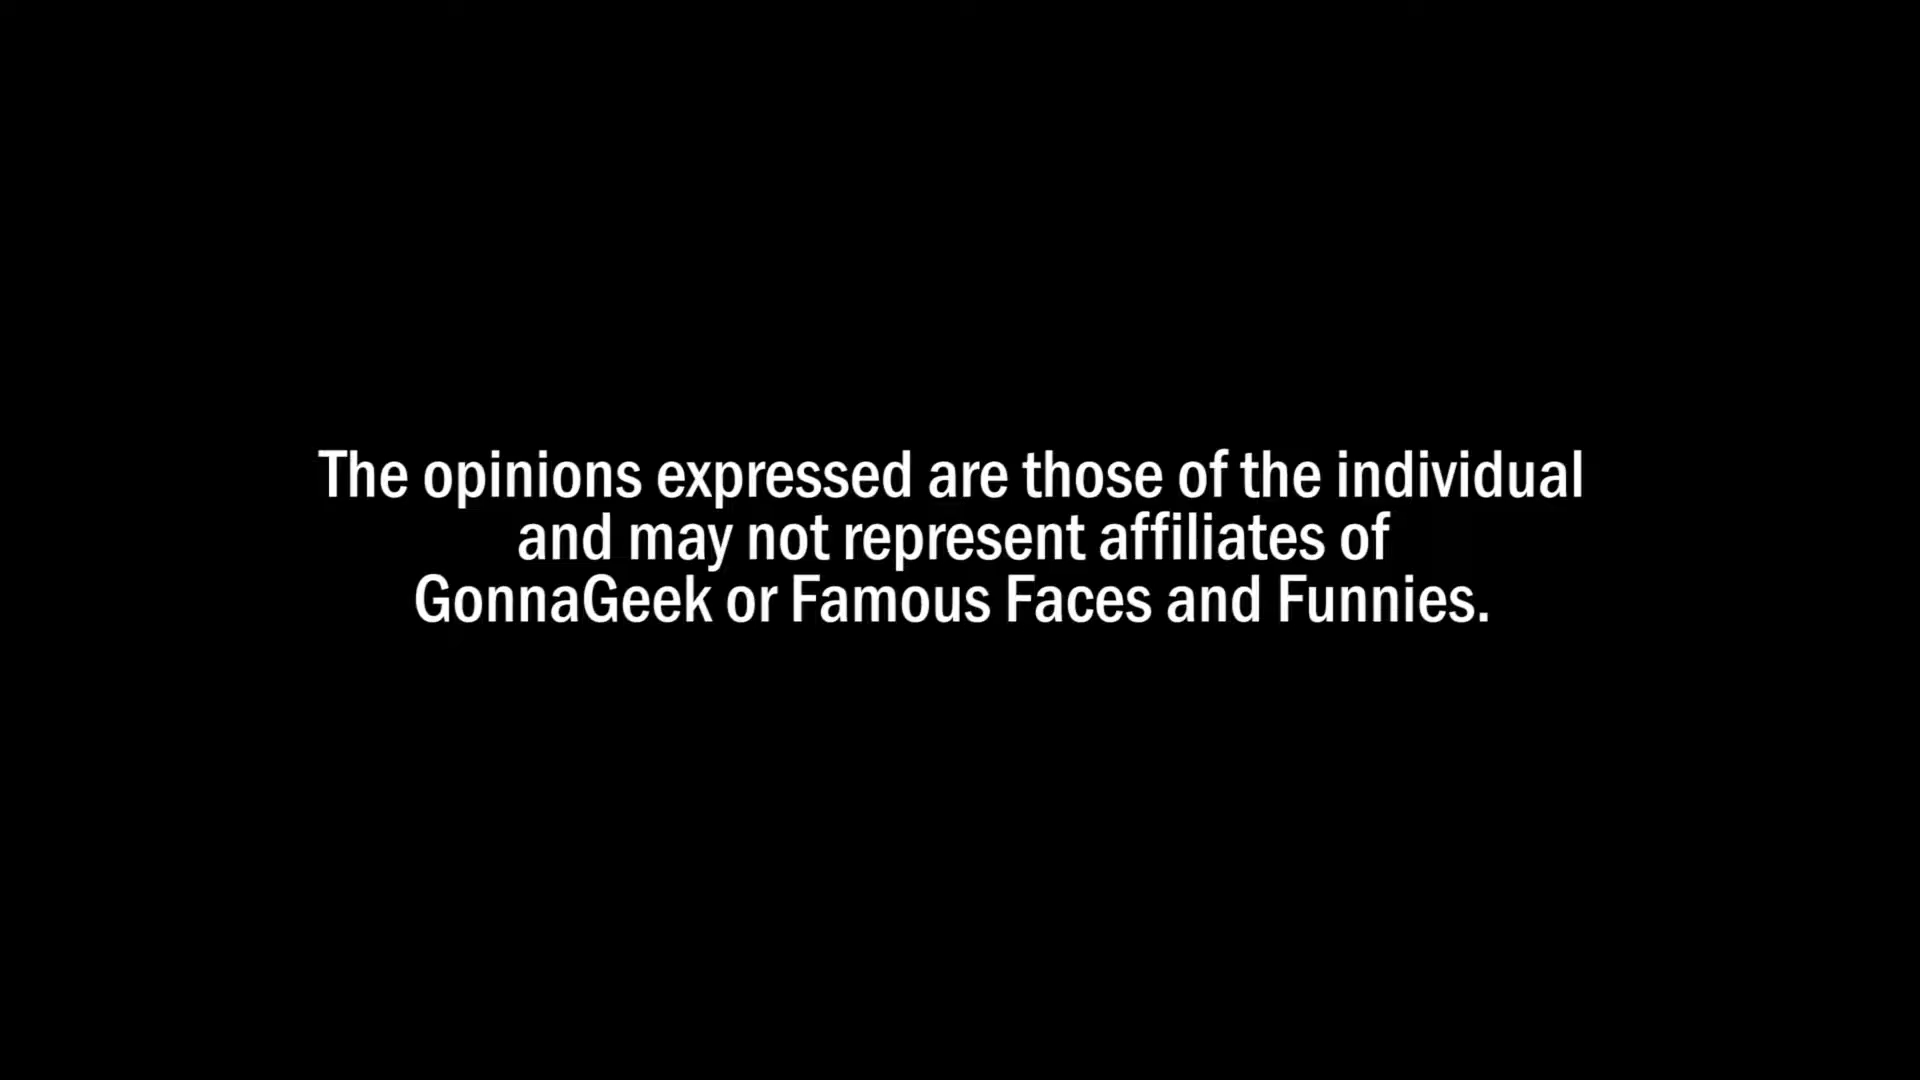 The opinions expressed are those of the individual
and may not represent affiliates of
GonnaGeek or Famous Faces and Funnies.